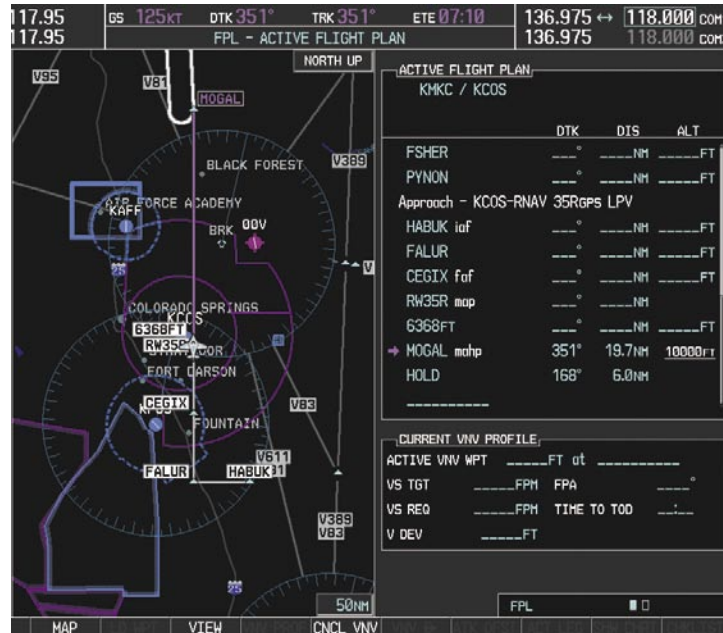 117.95 GS 125KT DTK 351° TRK 351° ETE 07:10 136.975 ↔ 118.000 COM
117.95 FPL - ACTIVE FLIGHT PLAN 136.975 118.000 COM
NORTH UP
V95
V81
MOGAL
BLACK FOREST
V389
AIR FORCE ACADEMY
KAFF
BRK
00V
25
V
COLORADO SPRINGS
KCOS
6368FT
RW35R
FORT CARSON
CEGIX
FOUNTAIN
V83
V611
FALUR
HABUK
V389
V83
25
50NM
ACTIVE FLIGHT PLAN
KMKC / KCOS
DTK DIS ALT
FSHER ___° ____NM _____FT
PYNON ___° ____NM _____FT
Approach - KCOS-RNAV 35RGPS LPV
HABUK iaf ___° ____NM _____FT
FALUR ___° ____NM _____FT
CEGIX faf ___° ____NM _____FT
RW35R map ___° ____NM
6368FT ___° ____NM _____FT
MOGAL mahp 351° 19.7NM 10000FT
HOLD 168° 6.0NM
__________
CURRENT VNV PROFILE
ACTIVE VNV WPT _____FT at __________
VS TGT _____FPM FPA ____°
VS REQ _____FPM TIME TO TOD __:__
V DEV _____FT
FPL
MAP VIEW CNCL VNV